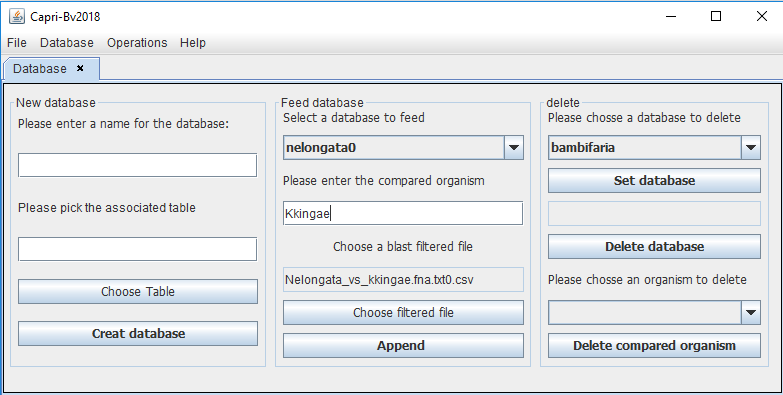 Capri-Bv2018
File Database Operations Help
Database ×
New database
Please enter a name for the database:
Please pick the associated table
Choose Table
Creat database
Feed database
Select a database to feed
nelongata0
Please enter the compared organism
Kkingae
Choose a blast filtered file
Nelongata_vs_kkingae.fna.txt0.csv
Choose filtered file
Append
delete
Please chosse a database to delete
bambifaria
Set database
Delete database
Please chosse an organism to delete
Delete compared organism